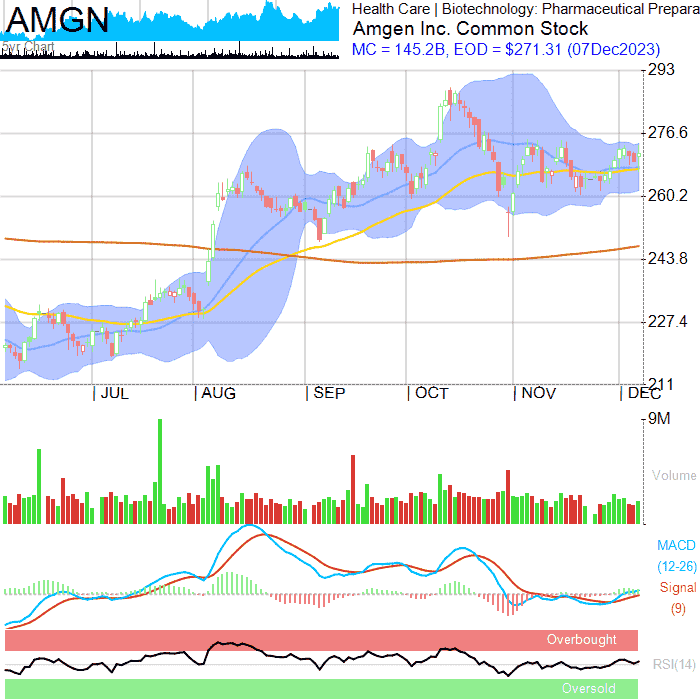 AMGN
5yr Chart
Health Care | Biotechnology: Pharmaceutical Prepara
Amgen Inc. Common Stock
MC = 145.2B, EOD = $271.31 (07Dec2023)
293
276.6
260.2
243.8
227.4
211
JUL
AUG
SEP
OCT
NOV
DEC
9M
Volume
MACD
(12-26)
Signal
(9)
Overbought
RSI(14)
Oversold